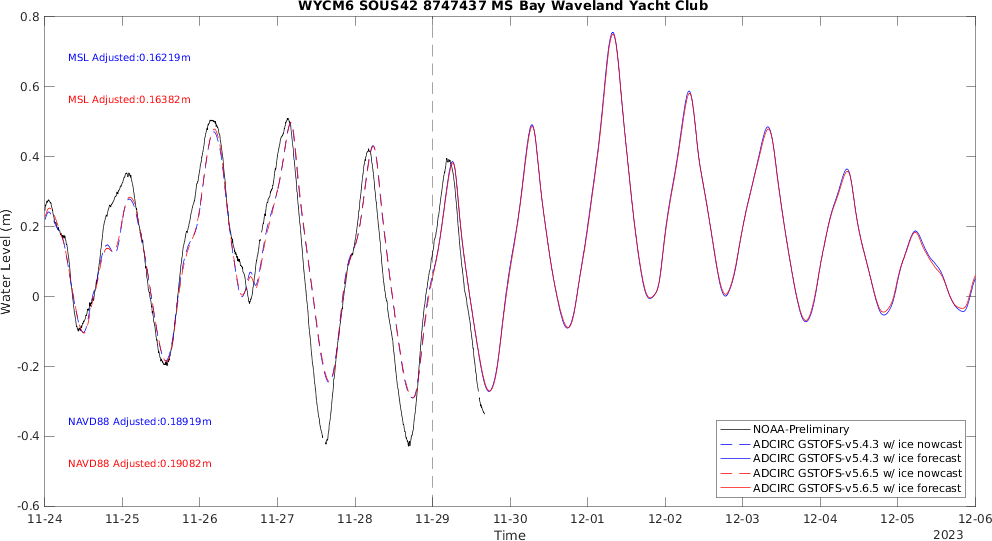 WYCM6 SOUS42 8747437 MS Bay Waveland Yacht Club
0.8
MSL Adjusted:0.16219m
0.6
MSL Adjusted:0.16382m
0.4
0.2
Water Level (m)
0
-0.2
NAVD88 Adjusted:0.18919m
-0.4
NAVD88 Adjusted:0.19082m
NOAA-Preliminary
ADCIRC GSTOFS-v5.4.3 w/ ice nowcast
ADCIRC GSTOFS-v5.4.3 w/ ice forecast
ADCIRC GSTOFS-v5.6.5 w/ ice nowcast
ADCIRC GSTOFS-v5.6.5 w/ ice forecast
-0.6
11-24 11-25 11-26 11-27 11-28 11-29 11-30 12-01 12-02 12-03 12-04 12-05 12-06
Time
2023